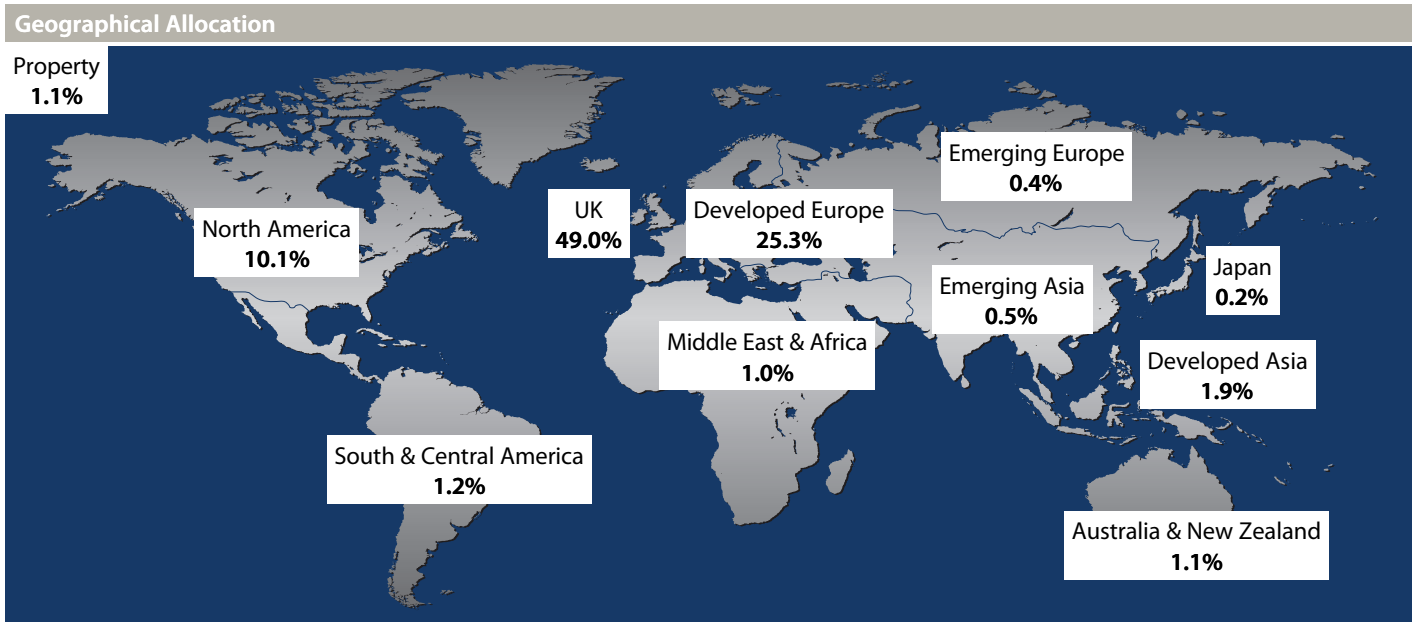 Geographical Allocation
Property
1.1%
Emerging Europe
0.4%
UK
49.0%
Developed Europe
25.3%
North America
10.1%
Japan
0.2%
Emerging Asia
0.5%
Middle East & Africa
1.0%
Developed Asia
1.9%
South & Central America
1.2%
Australia & New Zealand
1.1%